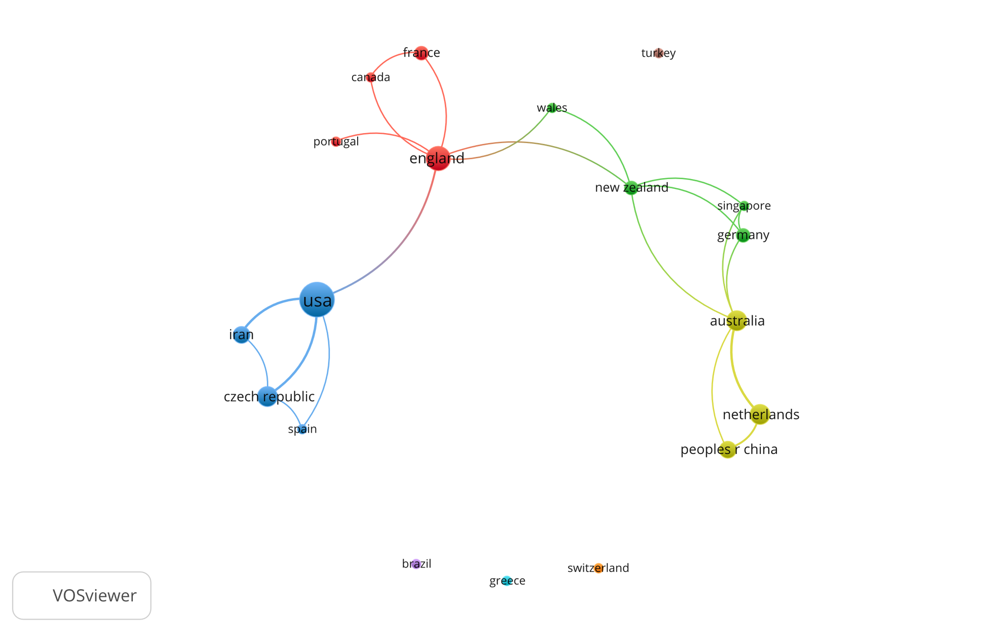 france
turkey
canada
wales
portugal
england
new zealand
singapore
germany
usa
australia
iran
czech republic
netherlands
spain
peoples r china
brazil
switzerland
greece
VOSviewer